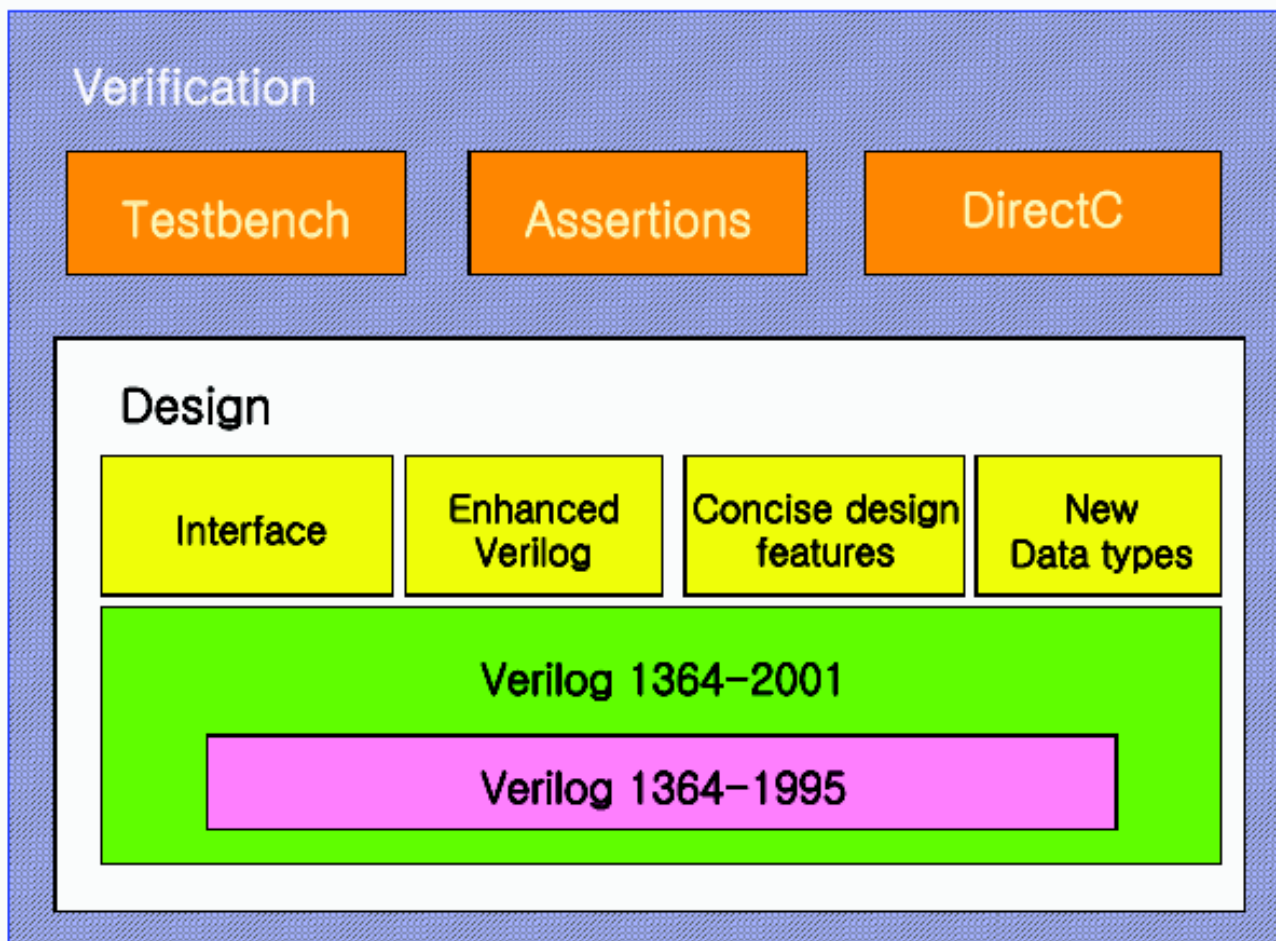 Verification
Testbench
Assertions
DirectC
Design
Interface
Enhanced
Verilog
Concise design
features
New
Data types
Verilog 1364-2001
Verilog 1364-1995